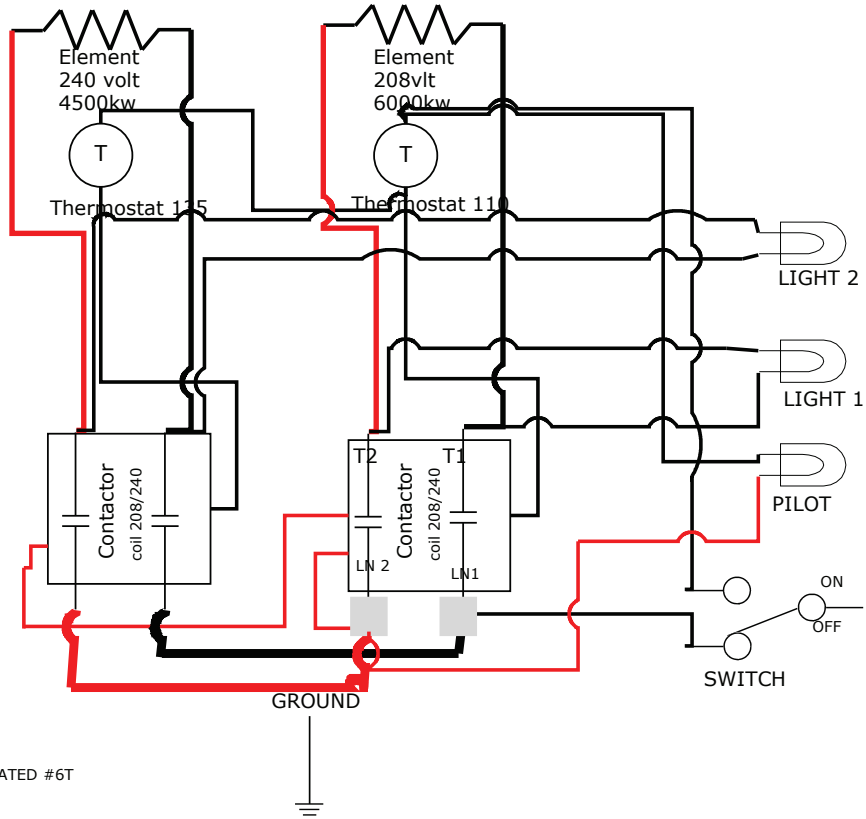 Element
240 volt
4500kw
Element
208vlt
6000kw
T
T
Thermostat 135
Thermostat 110
LIGHT 2
LIGHT 1
PILOT
Contactor
coil 208/240
T2
T1
Contactor
coil 208/240
LN 2
LN1
ON
OFF
SWITCH
GROUND
ATED #6T